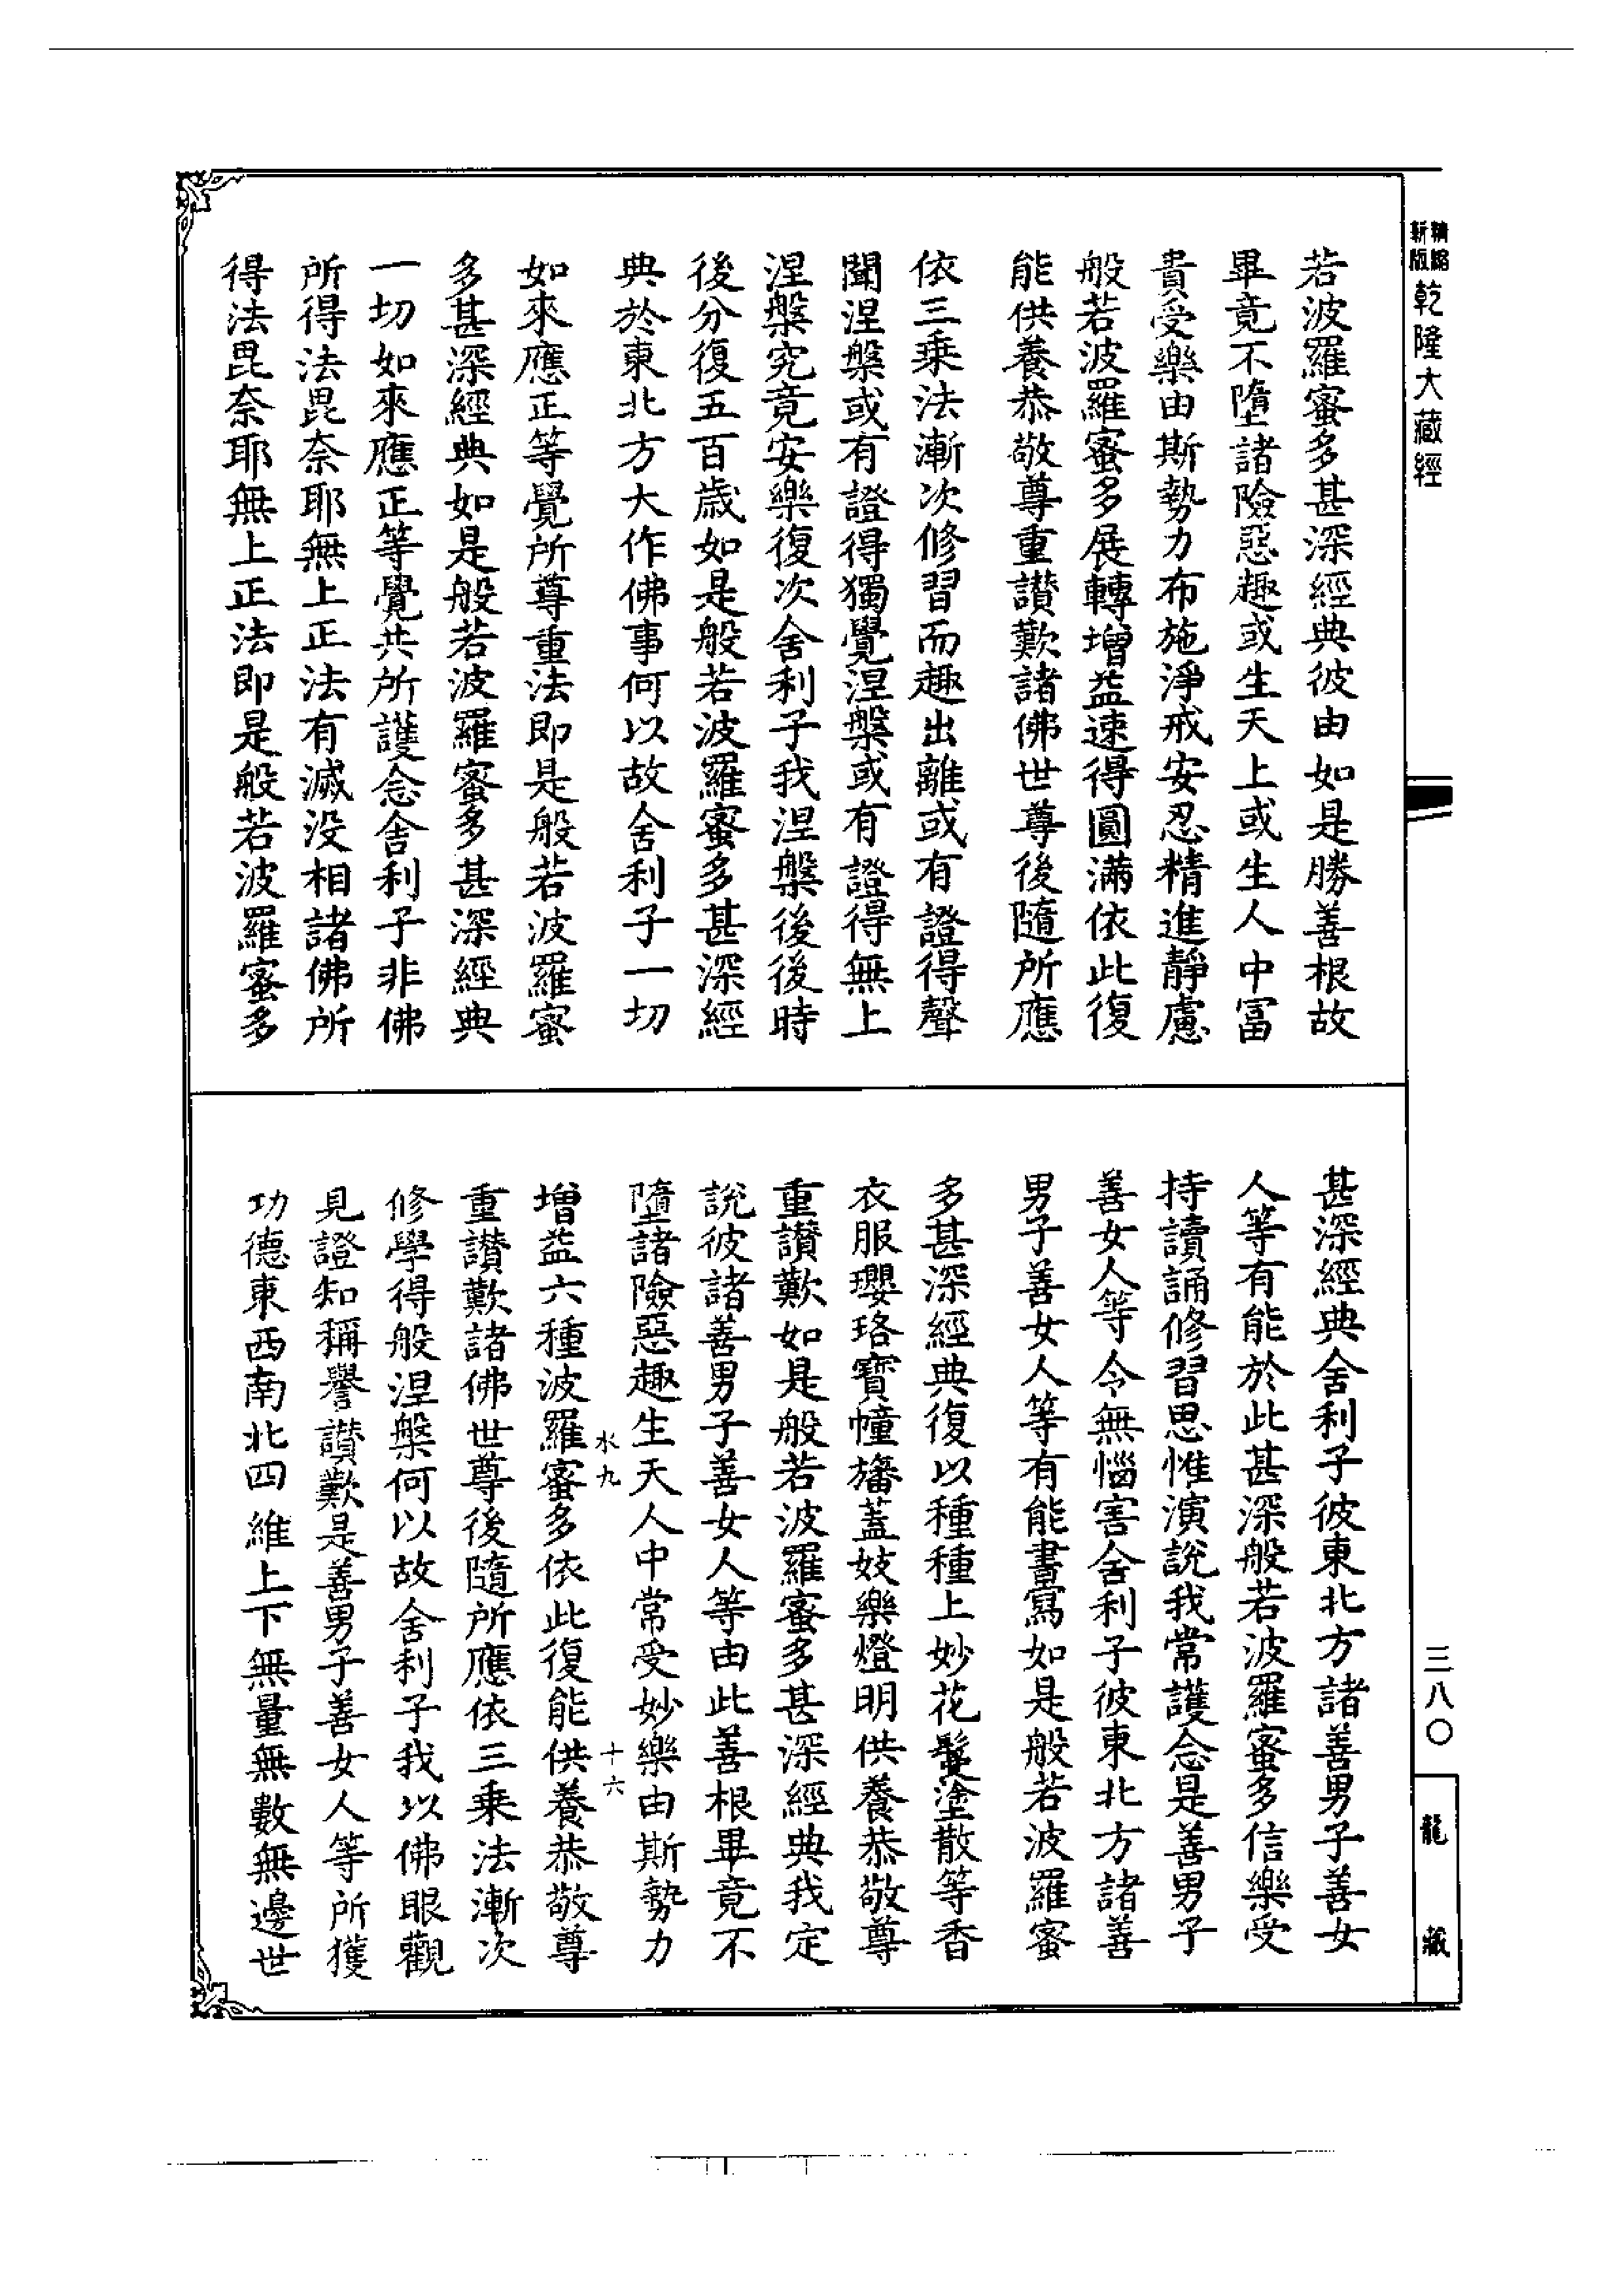 新版
精縮
乾隆大藏經
若波羅蜜多甚深經典彼由如是勝善根故
畢竟不墮諸險惡趣或生天上或生人中富
貴受樂由斯勢力布施淨戒安忍精進靜慮
般若波羅蜜多展轉增益速得圓滿依此復
能供養恭敬尊重讚歎諸佛世尊後隨所應
依三乘法漸次修習而趣出離或有證得聲
聞涅槃或有證得獨覺涅槃或有證得無上
涅槃究竟安樂復次舍利子我涅槃後後時
後分復五百歲如是般若波羅蜜多甚深經
典於東北方大作佛事何以故舍利子一切
如來應正等覺所尊重法即是般若波羅蜜
多甚深經典如是般若波羅蜜多甚深經典
一切如來應正等覺共所護念舍利子非佛
所得法毘奈耶無上正法有滅沒相諸佛所
得法毘奈耶無上正法即是般若波羅蜜多
甚深經典舍利子彼東北方諸善男子善女
人等有能於此甚深般若波羅蜜多信樂受
持讀誦修習思惟演說我常護念是善男子
善女人等令無惱害舍利子彼東北方諸善
男子善女人等有能書寫如是般若波羅蜜
多甚深經典復以種種上妙花鬘塗散等香
衣服瓔珞寶幢旛蓋妓樂燈明供養恭敬尊
重讚歎如是般若波羅蜜多甚深經典我定
說彼諸善男子善女人等由此善根畢竟不
墮諸險惡趣生天人中常受妙樂由斯勢力
水九
十六
增益六種波羅蜜多依此復能供養恭敬尊
重讚歎諸佛世尊後隨所應依三乘法漸次
修學得般涅槃何以故舍利子我以佛眼觀
見證知稱譽讚歎是善男子善女人等所獲
功德東西南北四維上下無量無數無邊世
三八〇
龍藏